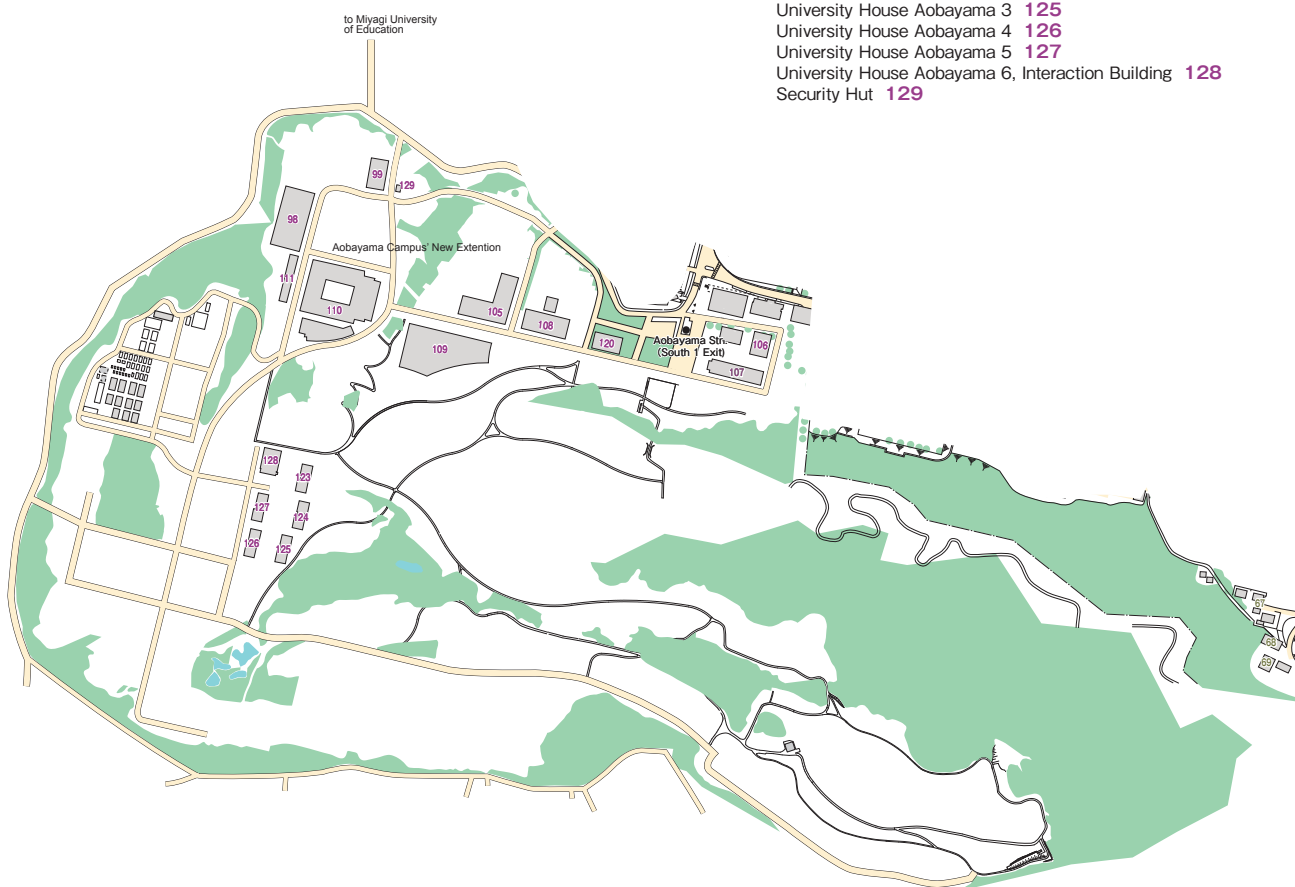 to Miyagi University
of Education
University House Aobayama 3 125
University House Aobayama 4 126
University House Aobayama 5 127
University House Aobayama 6, Interaction Building 128
Security Hut 129
99
129
98
Aobayama Campus' New Extention
111
110
105
108
109
120
Aobayama Stn.
(South 1 Exit)
106
107
128
123
127
124
126
125
67
68
69